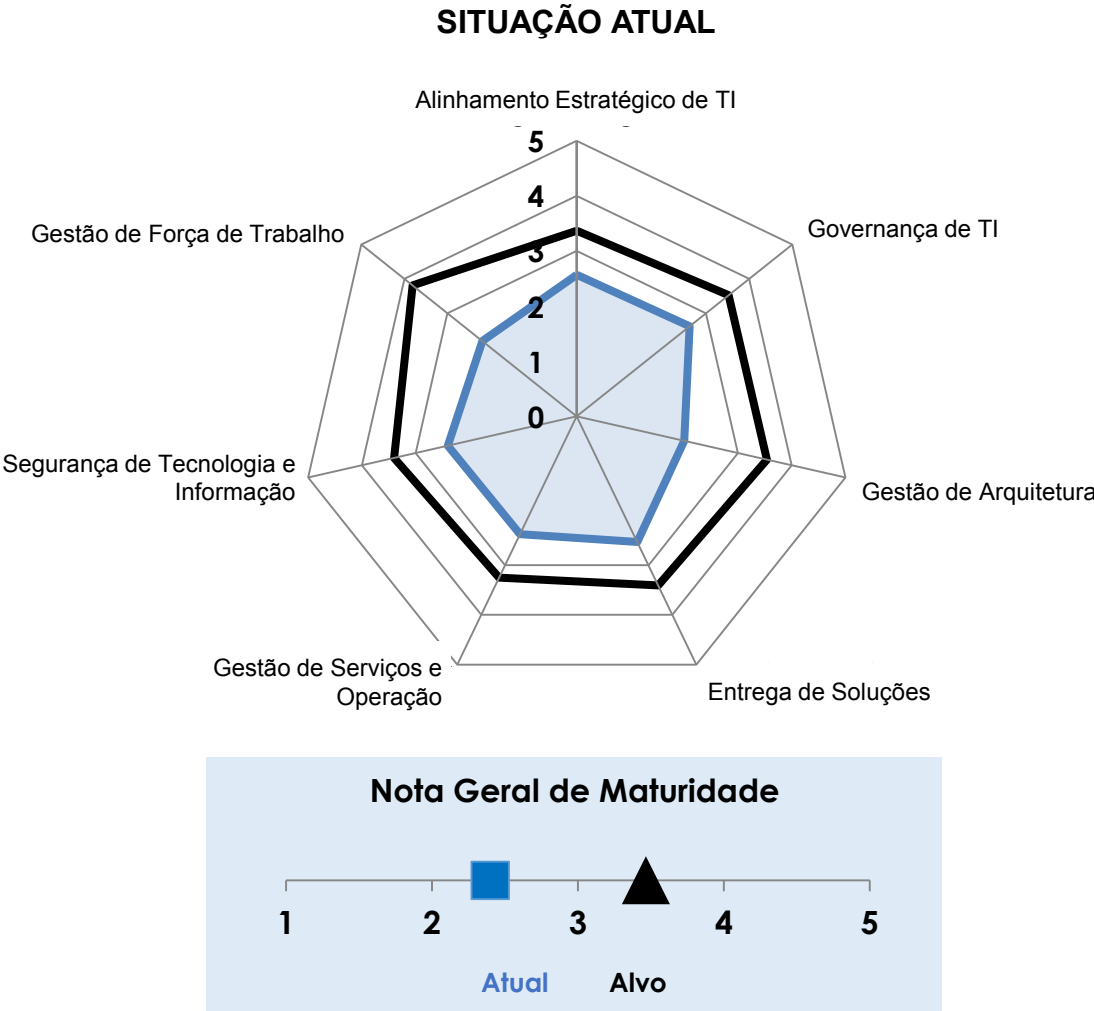 SITUAÇÃO ATUAL
Alinhamento Estratégico de TI
5
4
3
2
1
0
Governança de TI
Gestão de Força de Trabalho
Segurança de Tecnologia e
Informação
Gestão de Arquitetura
Gestão de Serviços e
Operação
Entrega de Soluções
Nota Geral de Maturidade
1 2 3 4 5
Atual Alvo